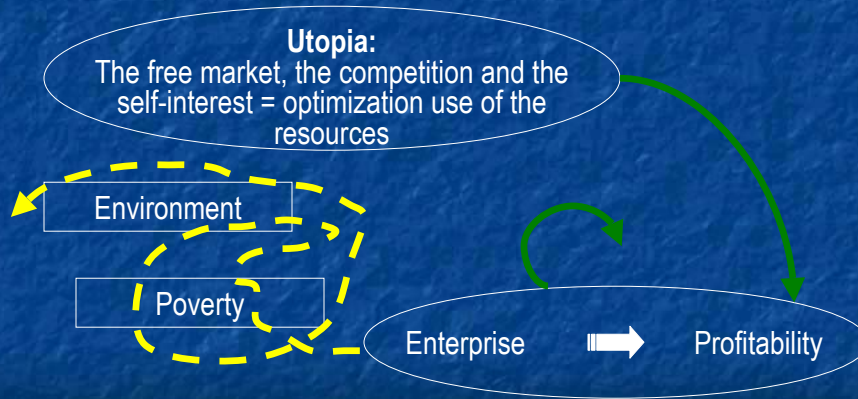 Utopia:
The free market, the competition and the
self-interest = optimization use of the
resources
Environment
Poverty
Enterprise Profitability